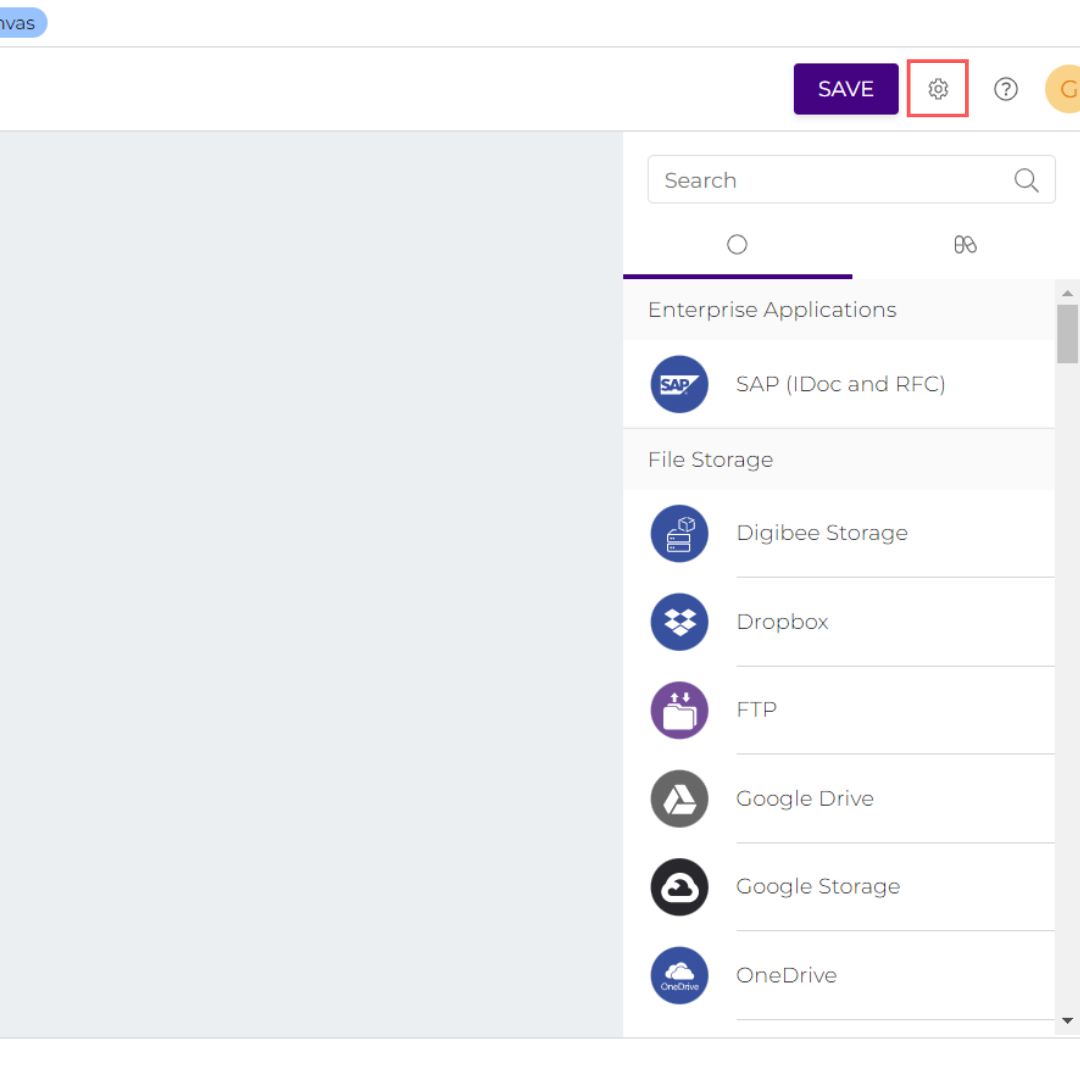 nvas
SAVE
G
Search
Enterprise Applications
SAP
SAP (IDoc and RFC)
File Storage
Digibee Storage
Dropbox
FTP
Google Drive
Google Storage
OneDrive
OneDrive